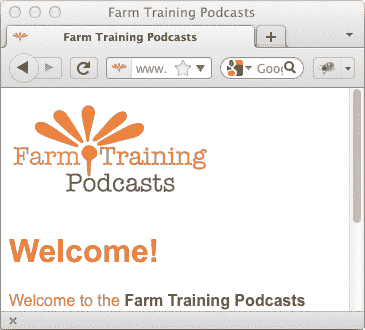 Farm Training Podcasts
Farm Training Podcasts
www.
Goo
Farm Training
Podcasts
Welcome!
Welcome to the Farm Training Podcasts